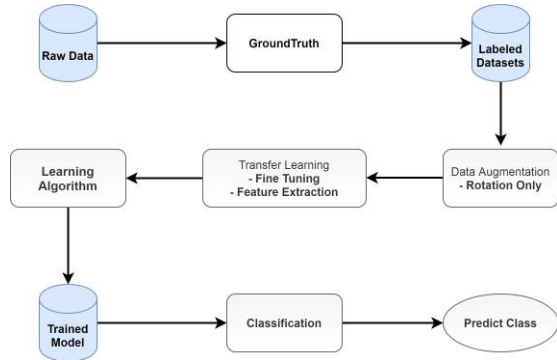 Raw Data
GroundTruth
Labeled
Datasets
Data Augmentation
- Rotation Only
Transfer Learning
- Fine Tuning
- Feature Extraction
Learning
Algorithm
Trained
Model
Classification
Predict Class